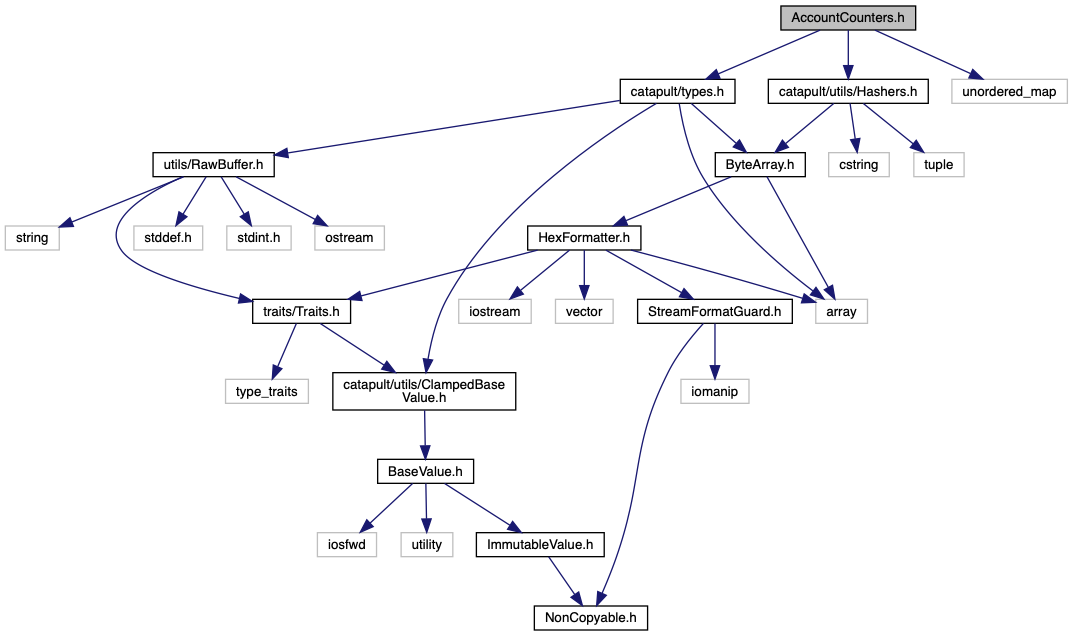 AccountCounters.h
catapult/types.h
catapult/utils/Hashers.h
unordered_map
utils/RawBuffer.h
ByteArray.h
cstring
tuple
string
stddef.h
stdint.h
ostream
HexFormatter.h
traits/Traits.h
iostream
vector
StreamFormatGuard.h
array
type_traits
catapult/utils/ClampedBase
Value.h
iomanip
BaseValue.h
iosfwd
utility
ImmutableValue.h
NonCopyable.h